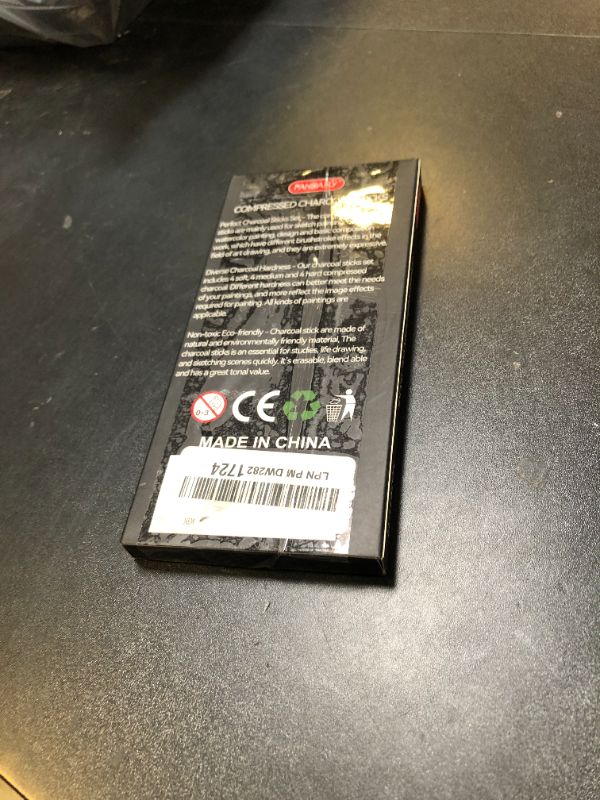 COMPRESSED CHARCOAL
Perfect Charcoal Sticks Set - The
sticks are mainly used for sketch
watercolor painting, design and basic
work, which have different brushstroke effects in the
field of art drawing, and they are extremely expressive.
Diverse Charcoal Hardness - Our charcoal sticks set
includes 4 soft, 4 medium and 4 hard compressed
charcoal. Different hardness can better meet the needs
of your paintings, and more reflect the image effects
required for painting. All kinds of paintings are
applicable.
Non-toxic Eco-friendly - Charcoal stick are made of
natural and environmentally friendly material, The
charcoal sticks is an essential for studies, life drawing,
and sketching scenes quickly. it's erasable, blend able
and has a great tonal value.
0-3
CE
MADE IN CHINA
LPN PM DW282 1724